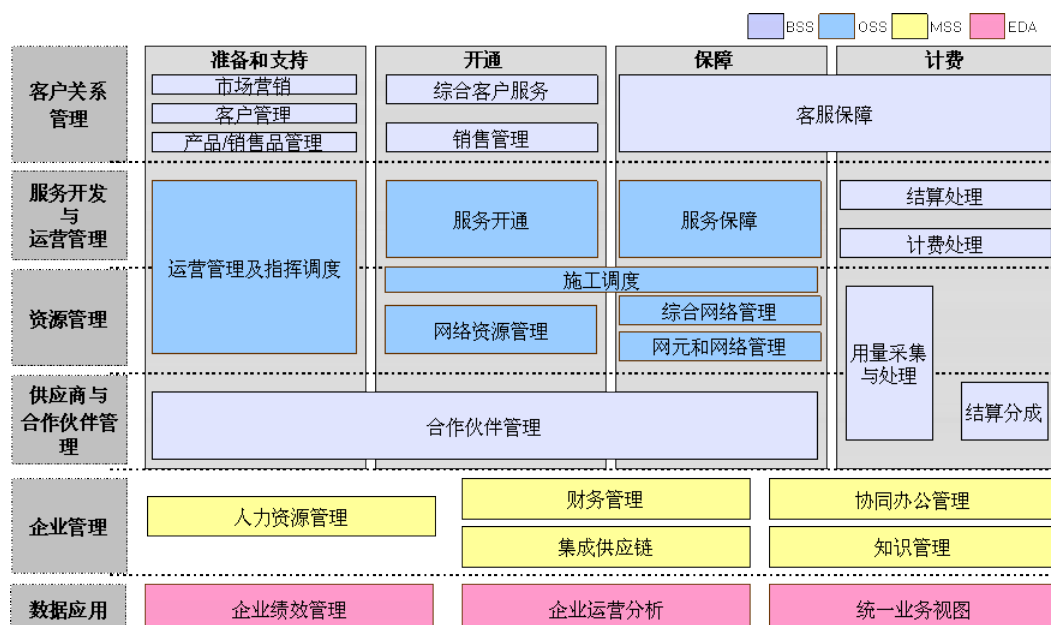 BSS OSS MSS EDA
准备和支持 开通 保障 计费
客户关系
管理
市场营销
客户管理
产品/销售品管理
综合客户服务
销售管理
客服保障
服务开发
与
运营管理
运营管理及指挥调度
服务开通
服务保障
结算处理
计费处理
资源管理
施工调度
网络资源管理
综合网络管理
网元和网络管理
用量采集
与处理
供应商与
合作伙伴管
理
合作伙伴管理
结算分成
企业管理
人力资源管理
财务管理
协同办公管理
集成供应链
知识管理
数据应用
企业绩效管理
企业运营分析
统一业务视图